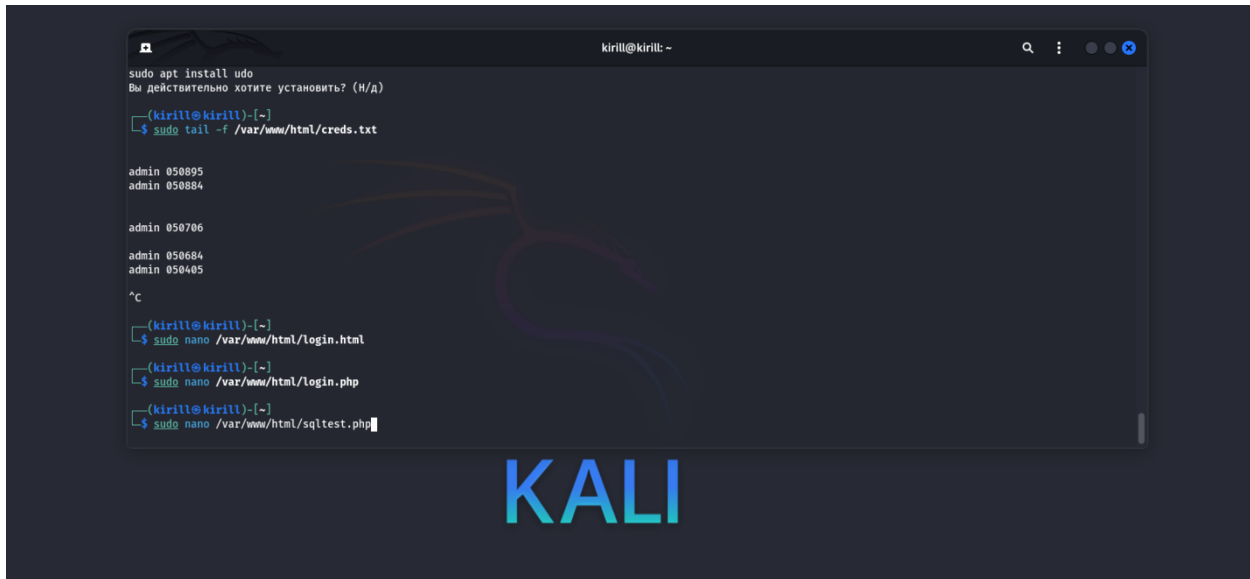 kirill@kirill: ~
sudo apt install udo
Вы действительно хотите установить? (Н/д)
┌──(kirill㉿kirill)-[~]
└─$ sudo tail -f /var/www/html/creds.txt
admin 050895
admin 050884
admin 050706
admin 050684
admin 050405
^C
┌──(kirill㉿kirill)-[~]
└─$ sudo nano /var/www/html/login.html
┌──(kirill㉿kirill)-[~]
└─$ sudo nano /var/www/html/login.php
┌──(kirill㉿kirill)-[~]
└─$ sudo nano /var/www/html/sqltest.php
KALI